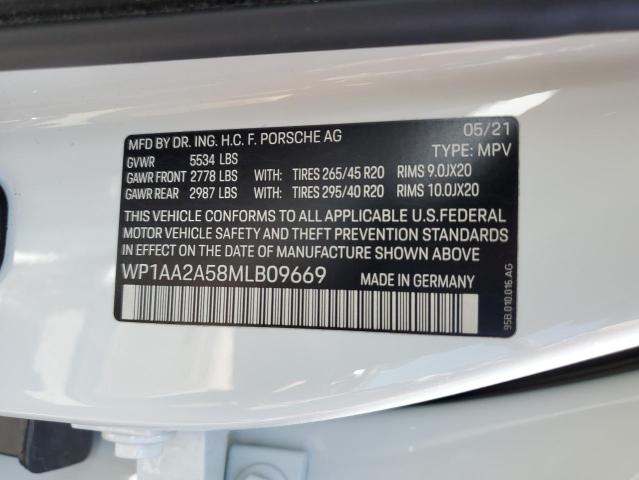 MFD BY DR. ING. H.C. F. PORSCHE AG 05/21
GVWR 5534 LBS TYPE: MPV
GAWR FRONT 2778 LBS WITH: TIRES 265/45 R20 RIMS 9.0JX20
GAWR REAR 2987 LBS WITH: TIRES 295/40 R20 RIMS 10.0JX20
THIS VEHICLE CONFORMS TO ALL APPLICABLE U.S.FEDERAL
MOTOR VEHICLE SAFETY AND THEFT PREVENTION STANDARDS
IN EFFECT ON THE DATE OF MANUFACTURE SHOWN ABOVE
WP1AA2A58MLB09669 MADE IN GERMANY
95B.010.016.AG